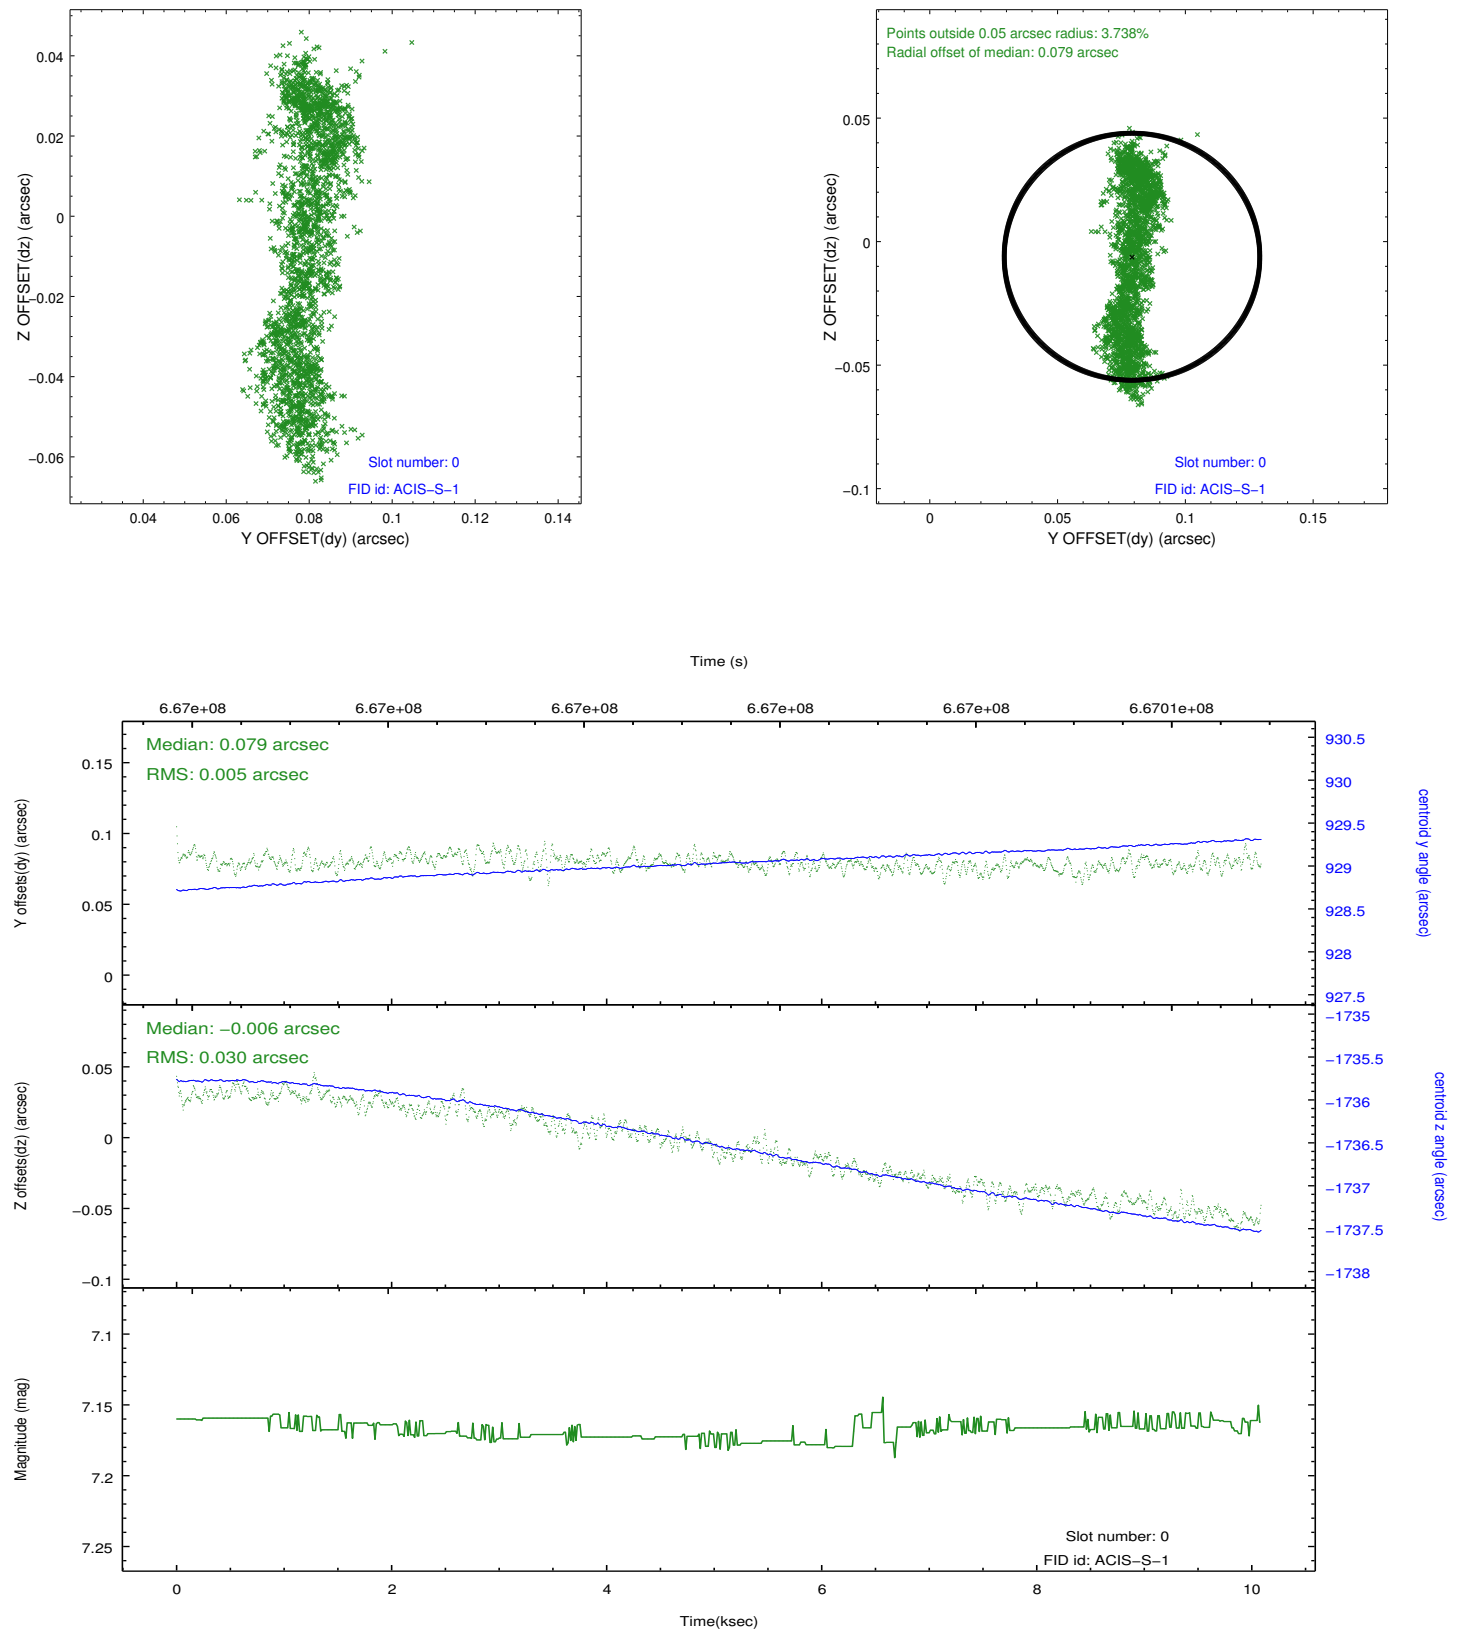 0.04
0.02
0
−0.02
−0.04
−0.06
Z OFFSET(dz) (arcsec)
Slot number: 0
FID id: ACIS−S−1
0.04 0.06 0.08 0.1 0.12 0.14
Y OFFSET(dy) (arcsec)
Points outside 0.05 arcsec radius: 3.738%
Radial offset of median: 0.079 arcsec
0.05
0
−0.05
−0.1
Z OFFSET(dz) (arcsec)
Slot number: 0
FID id: ACIS−S−1
0 0.05 0.1 0.15
Y OFFSET(dy) (arcsec)
Time (s)
6.67e+08 6.67e+08 6.67e+08 6.67e+08 6.67e+08 6.6701e+08
Median: 0.079 arcsec
RMS: 0.005 arcsec
0.15
0.1
0.05
0
Y offsets(dy) (arcsec)
930.5
930
929.5
929
928.5
928
927.5
centroid y angle (arcsec)
Median: −0.006 arcsec
RMS: 0.030 arcsec
0.05
0
−0.05
−0.1
Z offsets(dz) (arcsec)
−1735
−1735.5
−1736
−1736.5
−1737
−1737.5
−1738
centroid z angle (arcsec)
7.1
7.15
7.2
7.25
Magnitude (mag)
Slot number: 0
FID id: ACIS−S−1
0 2 4 6 8 10
Time(ksec)